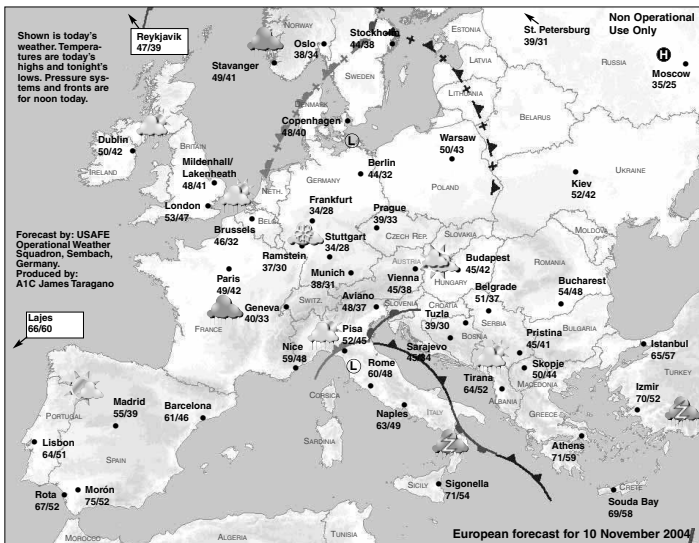 Shown is today's
weather. Tempera-
tures are today's
highs and tonight's
lows. Pressure sys-
tems and fronts are
for noon today.
Reykjavik
47/39
NORWAY
Oslo
38/34
Stockholm
44/38
ESTONIA
St. Petersburg
39/31
Non Operational
Use Only
H
RUSSIA
Moscow
35/25
Stavanger
49/41
SWEDEN
LATVIA
LITHUANIA
DENMARK
Copenhagen
48/40
L
BELARUS
Dublin
50/42
IRELAND
BRITAIN
Mildenhall/
Lakenheath
48/41
London
53/47
NETH.
GERMANY
Berlin
44/32
Warsaw
50/43
POLAND
UKRAINE
Kiev
52/42
Forecast by: USAFE
Operational Weather
Squadron, Sembach,
Germany.
Produced by:
A1C James Taragano
Brussels
46/32
BELG.
Frankfurt
34/28
Prague
39/33
CZECH REP.
SLOVAKIA
MOLDOVA
Ramstein
37/30
Stuttgart
34/28
Munich
38/31
AUSTRIA
Vienna
45/38
Budapest
45/42
HUNGARY
ROMANIA
Paris
49/42
FRANCE
Geneva
40/33
SWITZ.
Aviano
48/37
SLOVENIA
CROATIA
Belgrade
51/37
Bucharest
54/48
Lajes
66/60
Nice
59/48
Pisa
52/45
L
Tuzla
39/30
BOSNIA
SERBIA
Sarajevo
Pristina
45/41
BULGARIA
Istanbul
65/57
Skopje
50/44
MACEDONIA
TURKEY
CORSICA
Rome
60/48
ITALY
Tirana
64/52
ALBANIA
GREECE
Izmir
70/52
PORTUGAL
Madrid
55/39
Barcelona
61/46
SPAIN
Naples
63/49
SARDINIA
Athens
71/59
Lisbon
64/51
Rota
67/52
Morón
75/52
SICILY
Sigonella
71/54
CRETE
Souda Bay
69/58
MOROCCO
ALGERIA
TUNISIA
European forecast for 10 November 2004